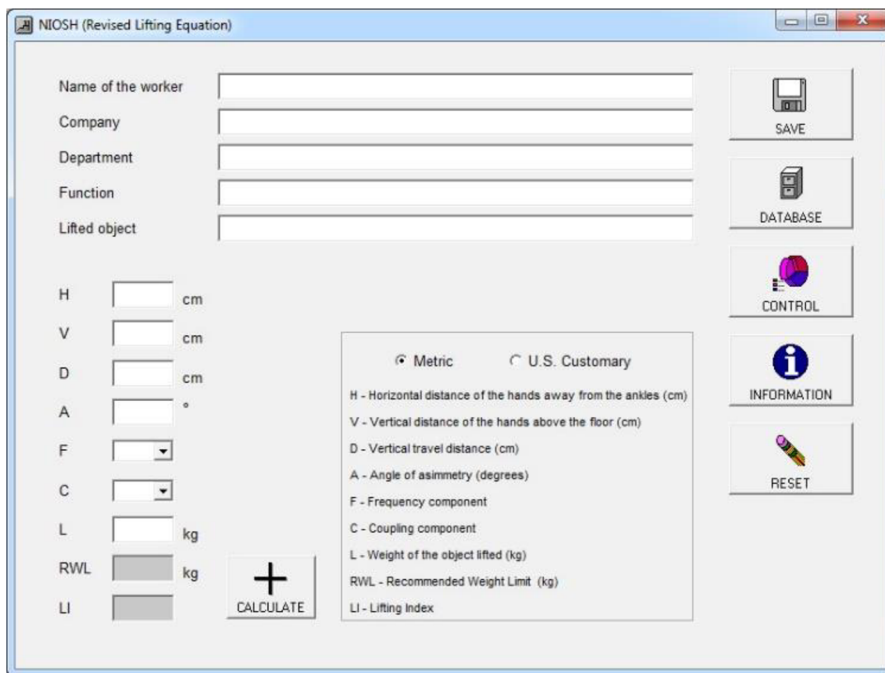 NIOSH (Revised Lifting Equation)
Name of the worker
Company
Department
Function
Lifted object
SAVE
DATABASE
CONTROL
INFORMATION
RESET
H cm
V cm
D cm
A °
F
C
L kg
RWL kg
LI
CALCULATE
Metric U.S. Customary
H - Horizontal distance of the hands away from the ankles (cm)
V - Vertical distance of the hands above the floor (cm)
D - Vertical travel distance (cm)
A - Angle of asimmetry (degrees)
F - Frequency component
C - Coupling component
L - Weight of the object lifted (kg)
RWL - Recommended Weight Limit (kg)
LI - Lifting Index